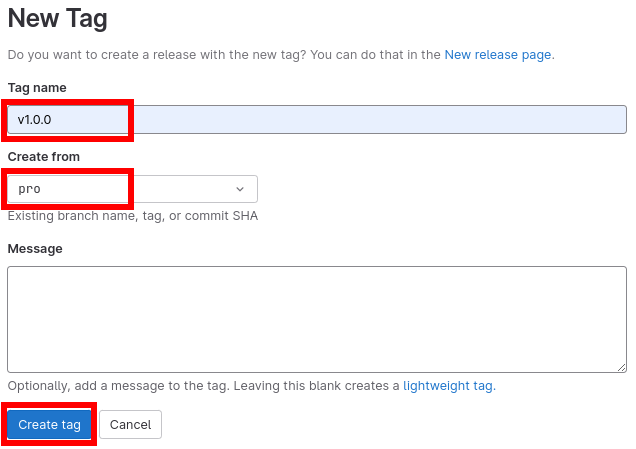 New Tag
Do you want to create a release with the new tag? You can do that in the New release page.
Tag name
v1.0.0
Create from
pro
Existing branch name, tag, or commit SHA
Message
Optionally, add a message to the tag. Leaving this blank creates a lightweight tag.
Create tag Cancel